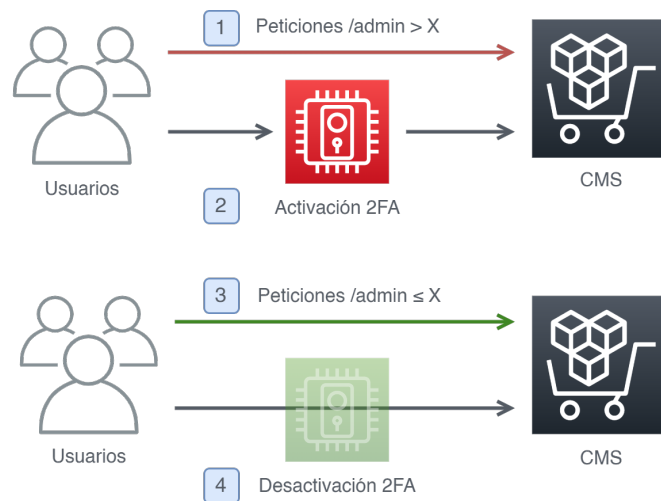 1
Peticiones /admin > X
Usuarios
2
Activación 2FA
CMS
3
Peticiones /admin ≤ X
Usuarios
4
Desactivación 2FA
CMS